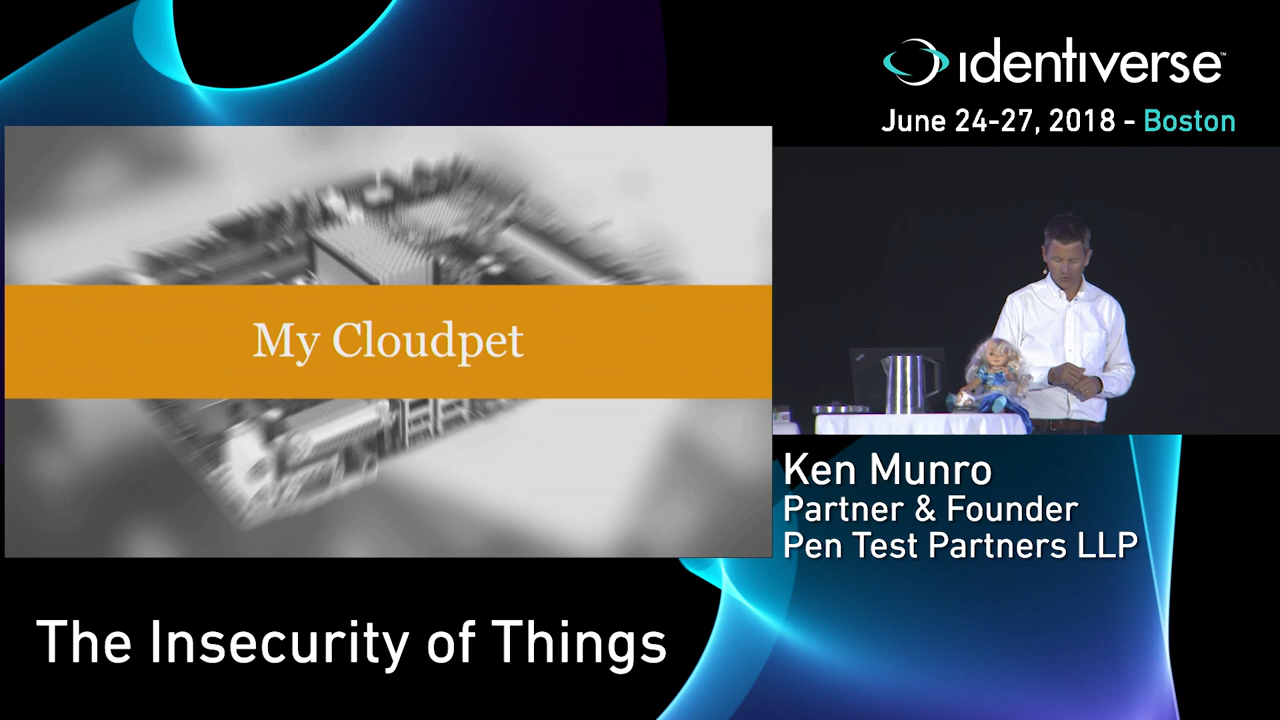 identiverse™
June 24-27, 2018 - Boston
My Cloudpet
Ken Munro
Partner & Founder
Pen Test Partners LLP
The Insecurity of Things